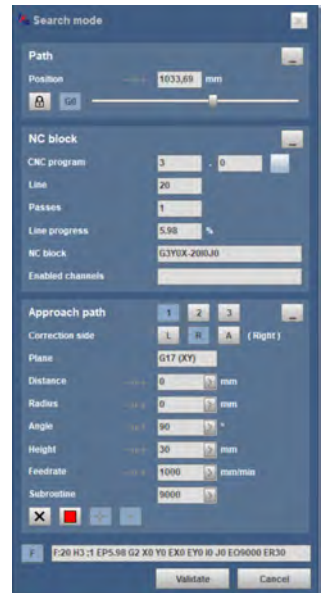 Search mode
Path
Position 1033,69 mm
G0
NC block
CNC program 3 . 0
Line 20
Passes 1
Line progress 5.98 %
NC block G3Y0X-20I0J0
Enabled channels
Approach path 1 2 3
Correction side L R A (Right)
Plane G17 (XY)
Distance 0 mm
Radius 0 mm
Angle 90 °
Height 30 mm
Feedrate 1000 mm/min
Subroutine 9000
F F:20 H3 :1 EP5.98 G2 X0 Y0 EX0 EY0 I0 J0 EO9000 ER30
Validate Cancel